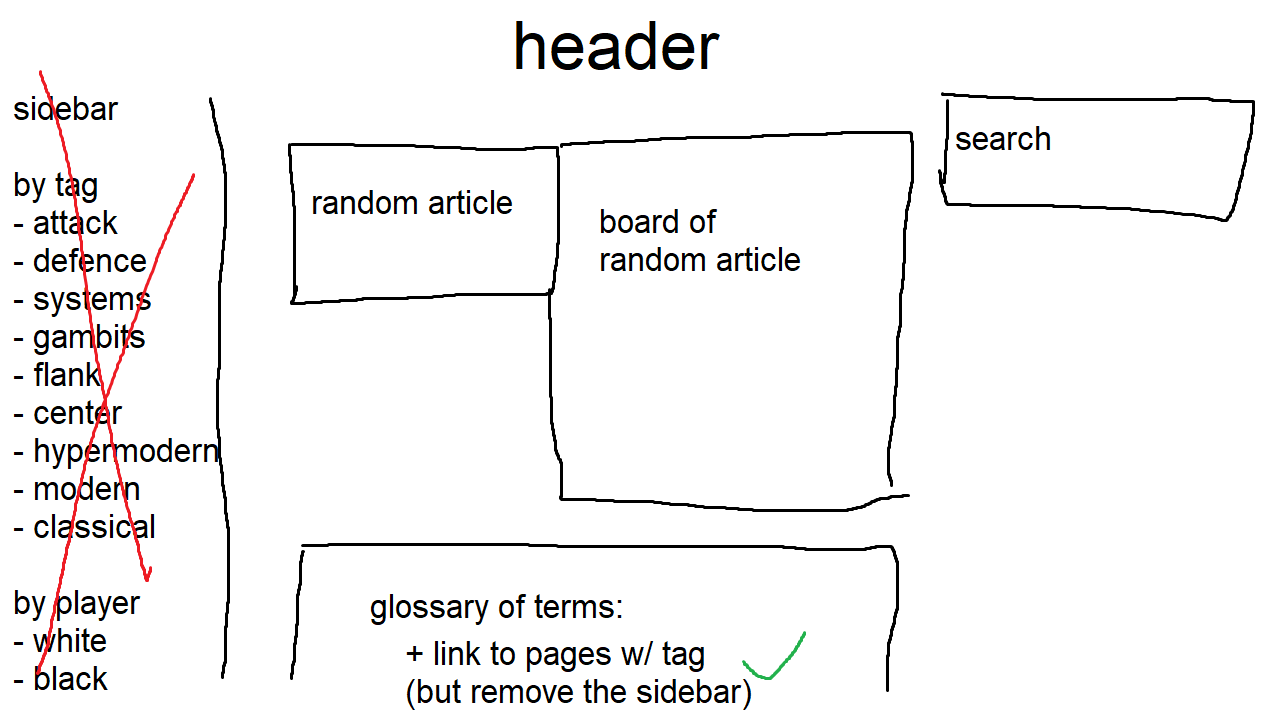 header
sidebar
by tag
- attack
- defence
- systems
- gambits
- flank
- center
- hypermodern
- modern
- classical
by player
- white
- black
random article
board of
random article
search
glossary of terms:
+ link to pages w/ tag
(but remove the sidebar)